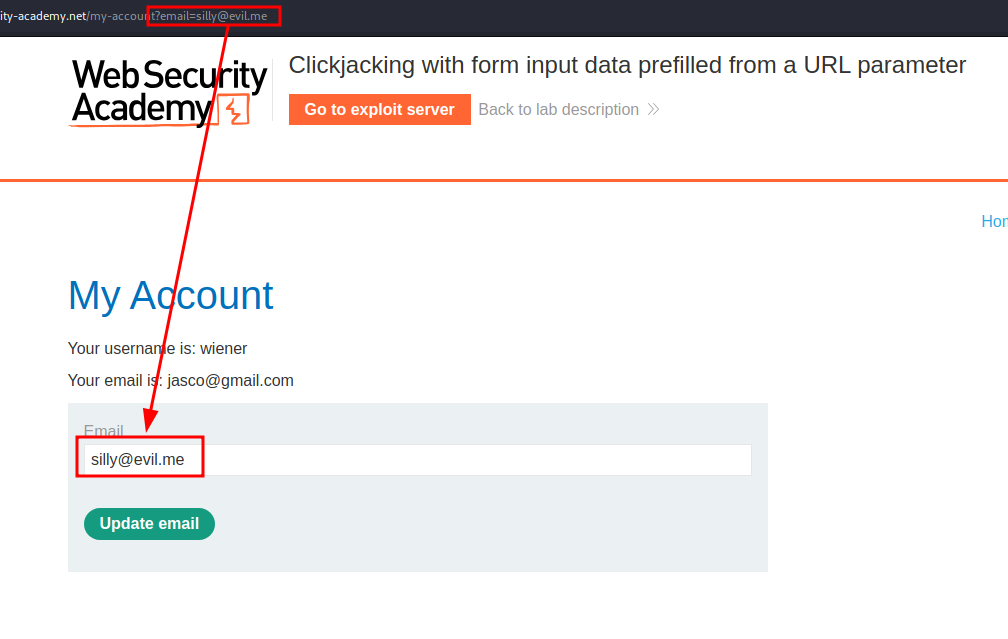 ity-academy.net/my-account?email=silly@evil.me
Web Security
Academy
Clickjacking with form input data prefilled from a URL parameter
Go to exploit server
Back to lab description
My Account
Your username is: wiener
Your email is: jasco@gmail.com
Email
silly@evil.me
Update email